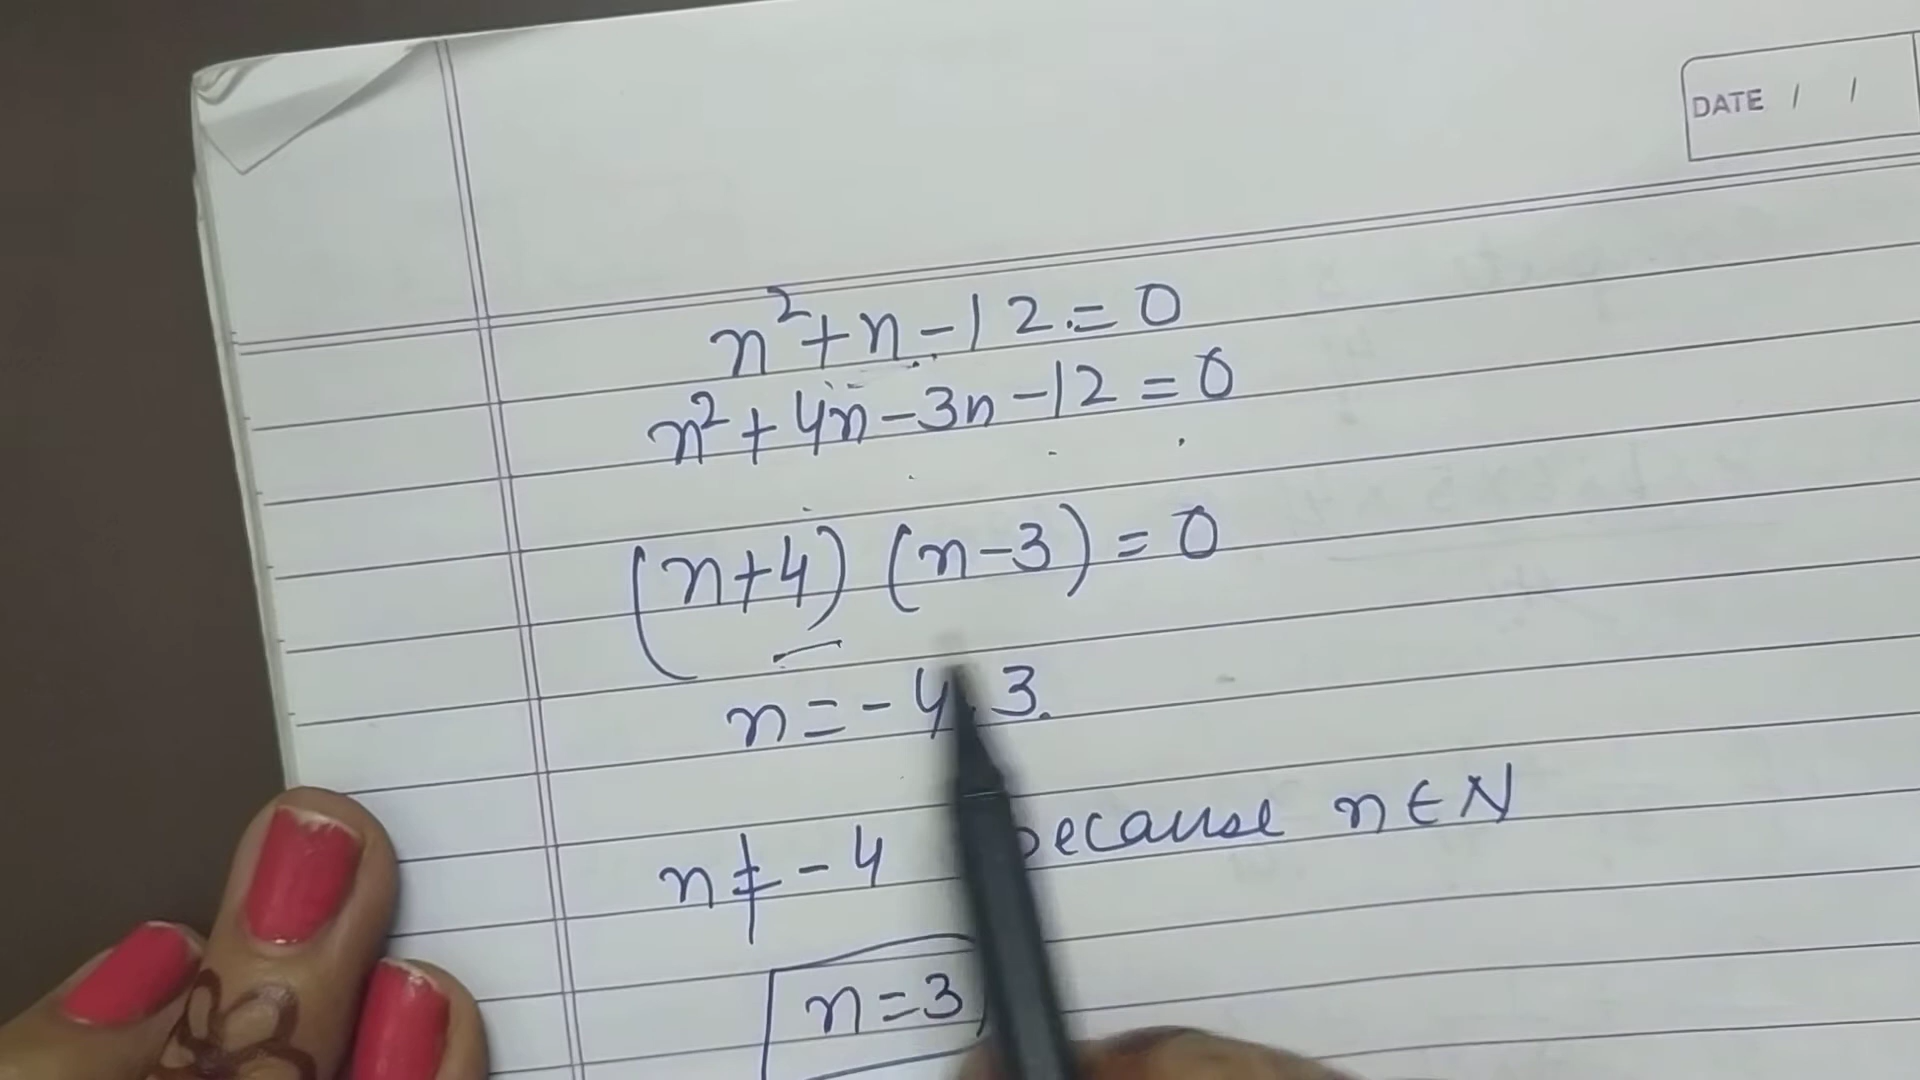 DATE / /
n²+n-12=0
n²+4n-3n-12=0
(n+4)(n-3)=0
n=-4,3.
n≠-4 because n∈N
n=3